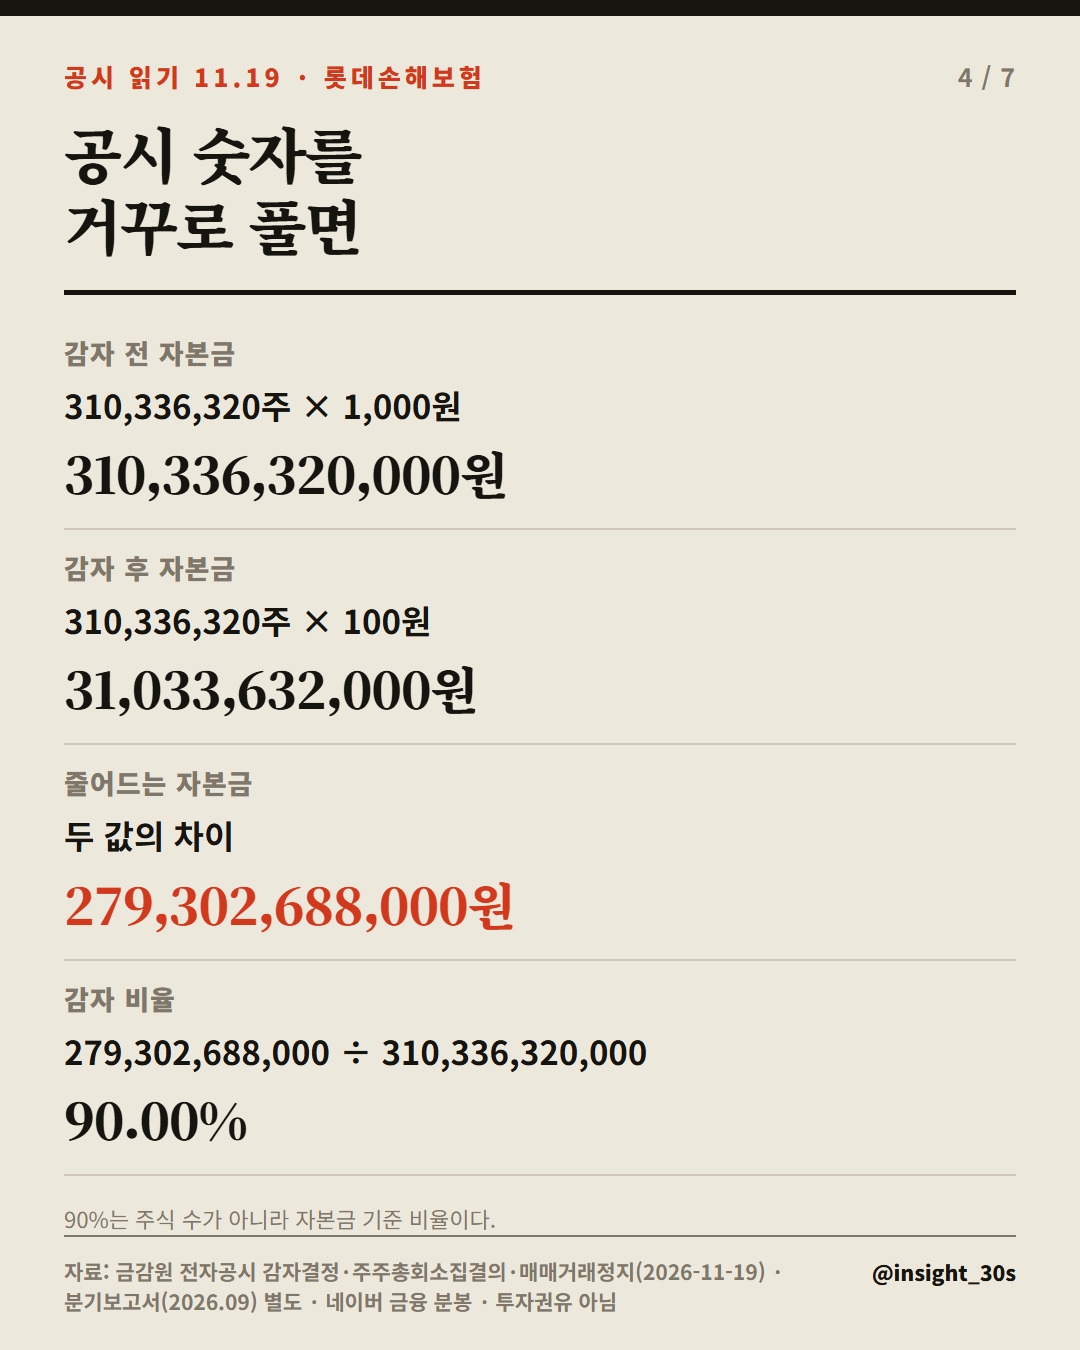 공시 읽기 11.19 · 롯데손해보험
4 / 7
공시 숫자를
거꾸로 풀면
감자 전 자본금
310,336,320주 × 1,000원
310,336,320,000원
감자 후 자본금
310,336,320주 × 100원
31,033,632,000원
줄어드는 자본금
두 값의 차이
279,302,688,000원
감자 비율
279,302,688,000 ÷ 310,336,320,000
90.00%
90%는 주식 수가 아니라 자본금 기준 비율이다.
자료: 금감원 전자공시 감자결정·주주총회소집결의·매매거래정지(2026-11-19) ·
분기보고서(2026.09) 별도 · 네이버 금융 분봉 · 투자권유 아님
@insight_30s